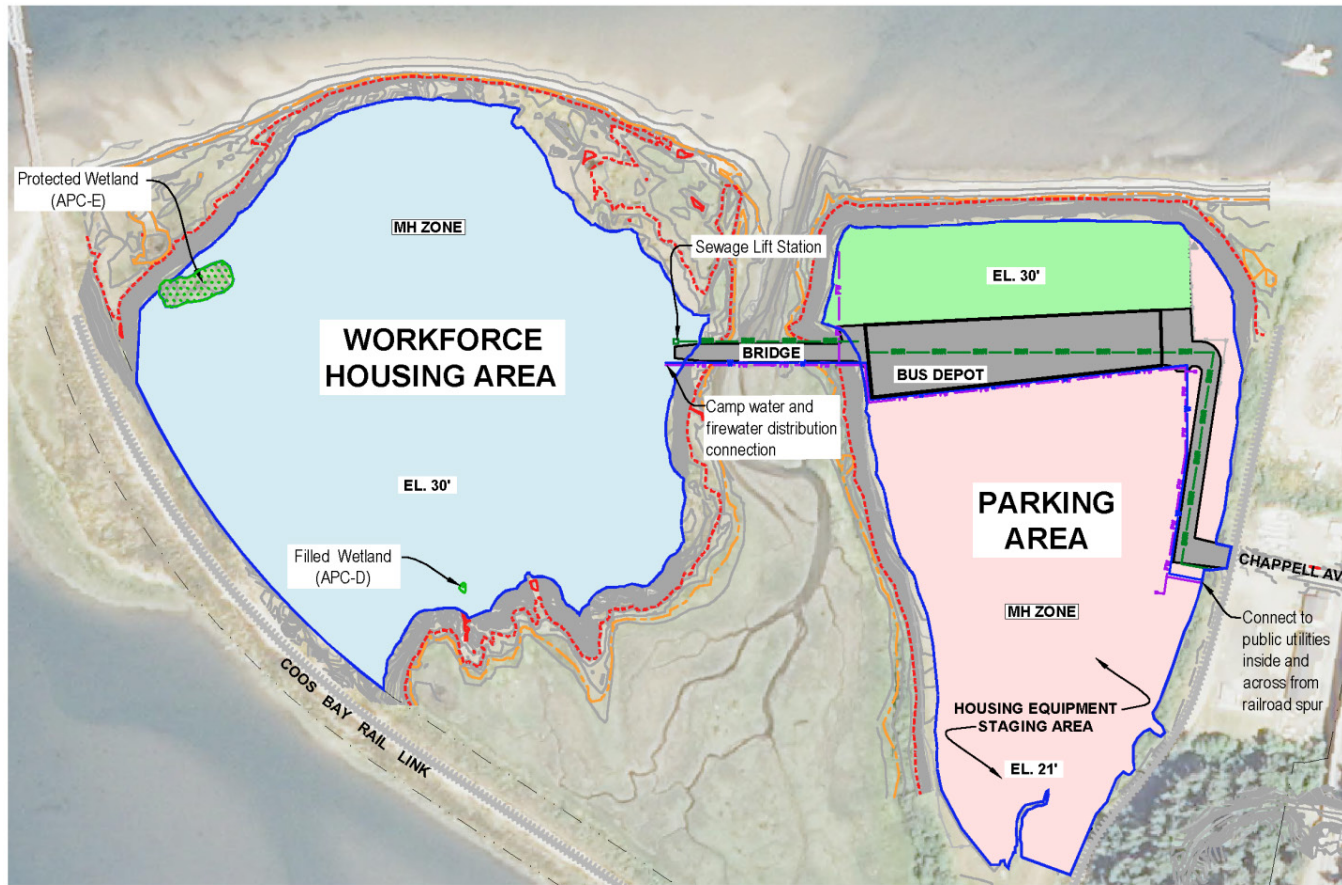 Protected Wetland
(APC-E)
MH ZONE
Sewage Lift Station
EL. 30'
WORKFORCE
HOUSING AREA
BRIDGE
BUS DEPOT
Camp water and
firewater distribution
connection
EL. 30'
PARKING
AREA
Filled Wetland
(APC-D)
CHAPPELL AV
MH ZONE
Connect to
public utilities
inside and
across from
railroad spur
COOS BAY RAIL LINK
HOUSING EQUIPMENT
STAGING AREA
EL. 21'